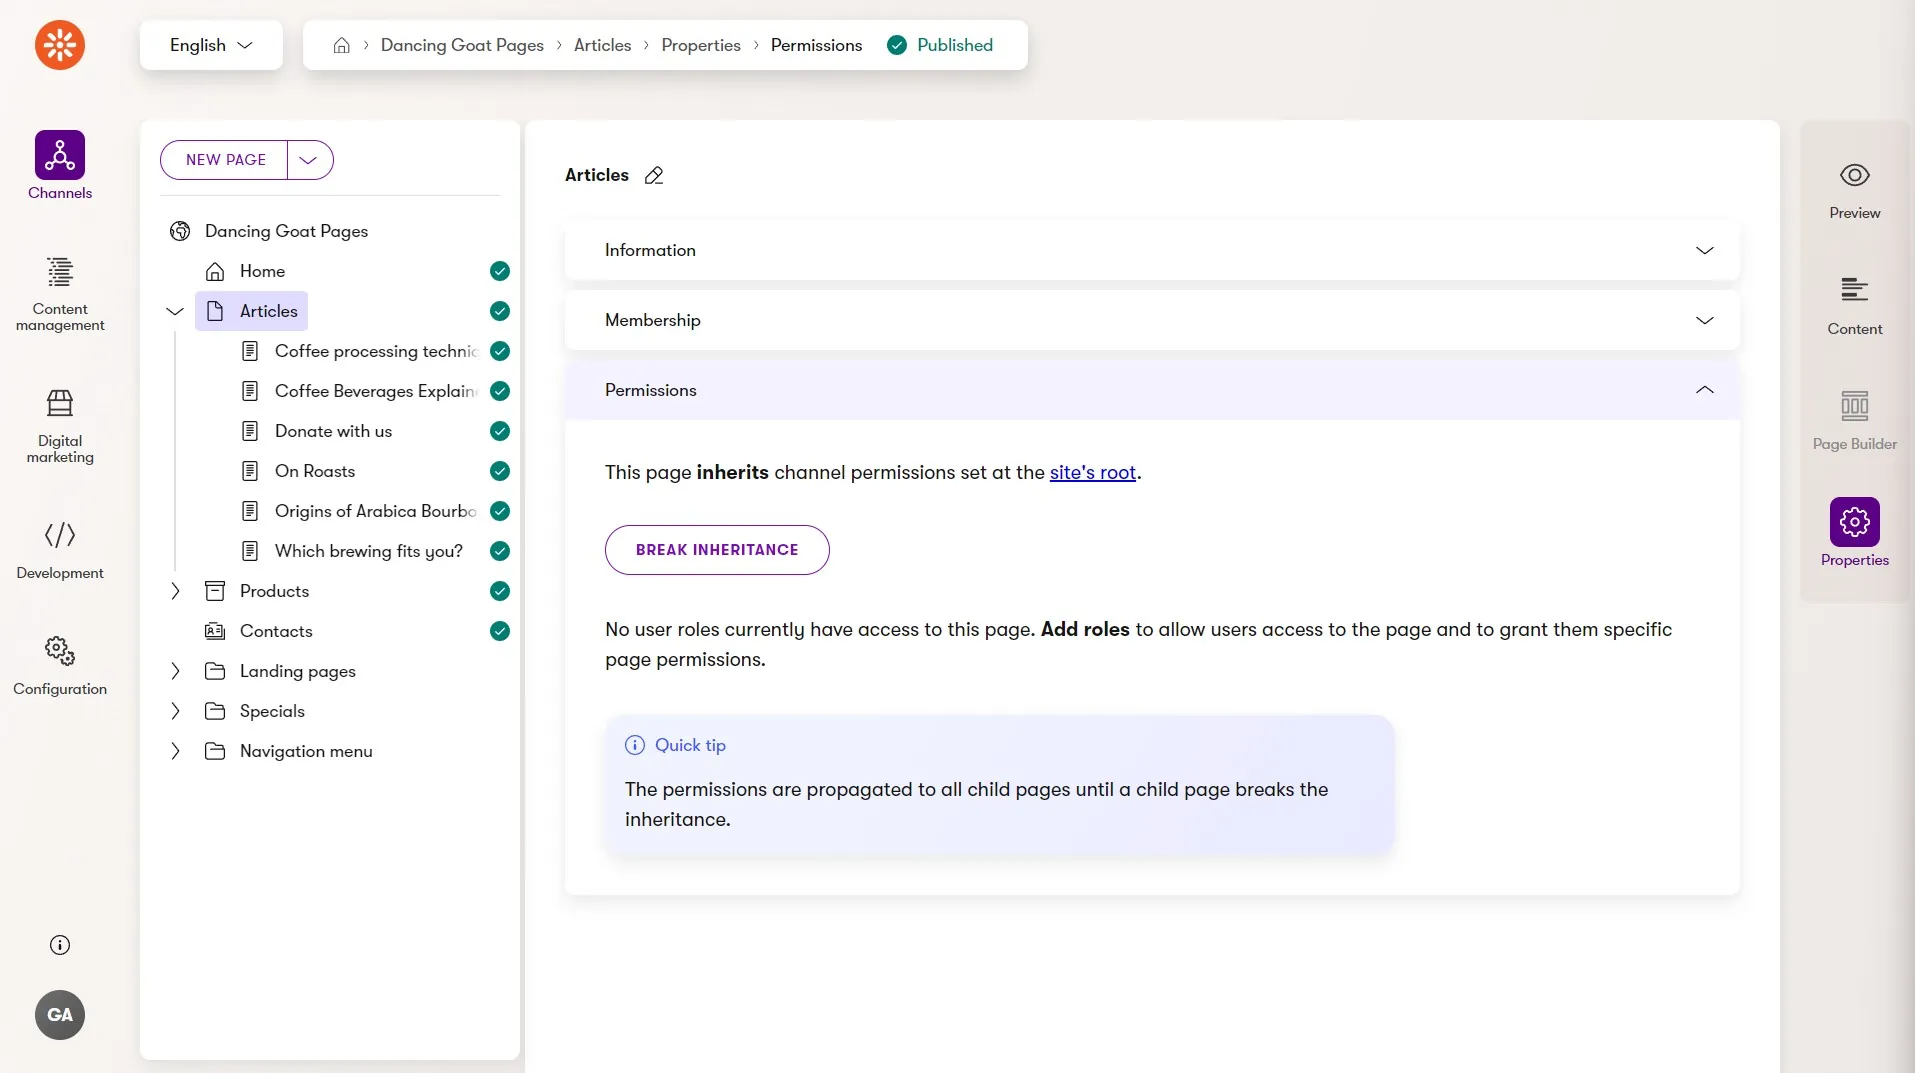 English
Dancing Goat Pages
Articles
Properties
Permissions
Published
Channels
Content
management
Digital
marketing
Development
Configuration
GA
NEW PAGE
Dancing Goat Pages
Home
Articles
Coffee processing technic
Coffee Beverages Explaine
Donate with us
On Roasts
Origins of Arabica Bourbo
Which brewing fits you?
Products
Contacts
Landing pages
Specials
Navigation menu
Articles
Information
Membership
Permissions
This page inherits channel permissions set at the site's root.
BREAK INHERITANCE
No user roles currently have access to this page. Add roles to allow users access to the page and to grant them specific
page permissions.
Quick tip
The permissions are propagated to all child pages until a child page breaks the
inheritance.
Preview
Content
Page Builder
Properties